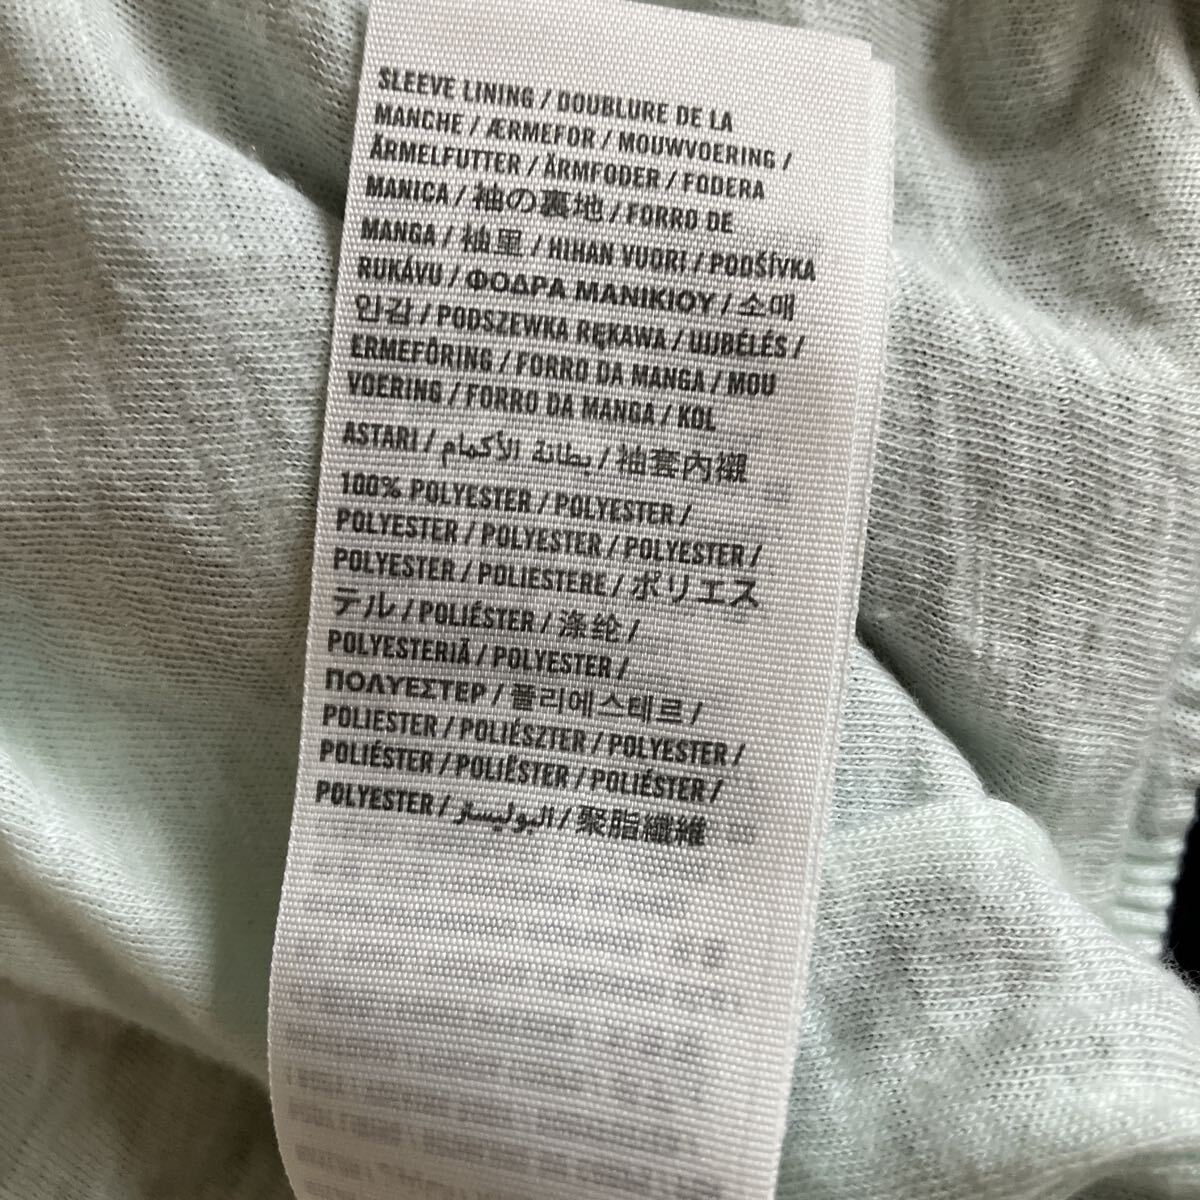 SLEEVE LINING / DOUBLURE DE LA
MANCHE / ÆRMEFOR / MOUWVOERING /
ÄRMELFUTTER / ÄRMFODER / FODERA
MANICA / 袖の裏地 / FORRO DE
MANGA / 袖里 / HIHAN VUORI / PODŠÍVKA
RUKÁVU / ΦΟΔΡΑ ΜΑΝΙΚΙΟΥ / 소매
안감 / PODSZEWKA RĘKAWA / UJJBÉLÉS /
ERMEFÔRING / FORRO DA MANGA / MOU
VOERING / FORRO DA MANGA / KOL
ASTARI / بطانة الأكمام / 袖套內襯
100% POLYESTER / POLYESTER /
POLYESTER / POLYESTER / POLYESTER /
POLYESTER / POLIESTERE / ポリエス
テル / POLIÉSTER / 涤纶 /
POLYESTERIÄ / POLYESTER /
ΠΟΛΥΕΣΤΕΡ / 폴리에스테르 /
POLIESTER / POLIÉSZTER / POLYESTER /
POLIÉSTER / POLIËSTER / POLIÉSTER /
POLYESTER / البوليستر / 聚脂纖維